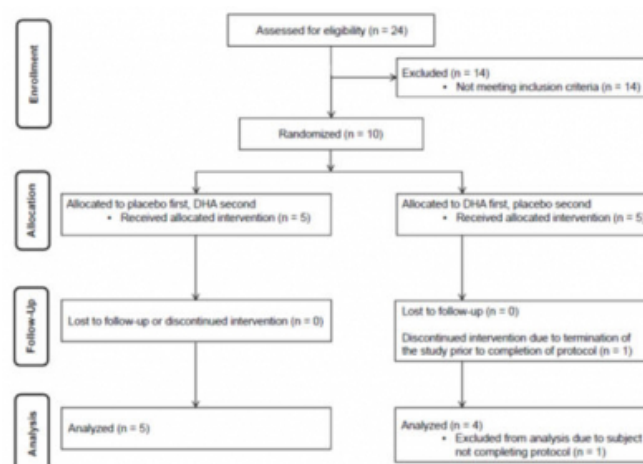 Enrollment
Assessed for eligibility (n = 24)
Excluded (n = 14)
• Not meeting inclusion criteria (n = 14)
Randomized (n = 10)
Allocation
Allocated to placebo first, DHA second
• Received allocated intervention (n = 5)
Allocated to DHA first, placebo second
• Received allocated intervention (n = 5)
Follow-Up
Lost to follow-up or discontinued intervention (n = 0)
Lost to follow-up (n = 0)
Discontinued intervention due to termination of
the study prior to completion of protocol (n = 1)
Analysis
Analyzed (n = 5)
Analyzed (n = 4)
• Excluded from analysis due to subject
not completing protocol (n = 1)